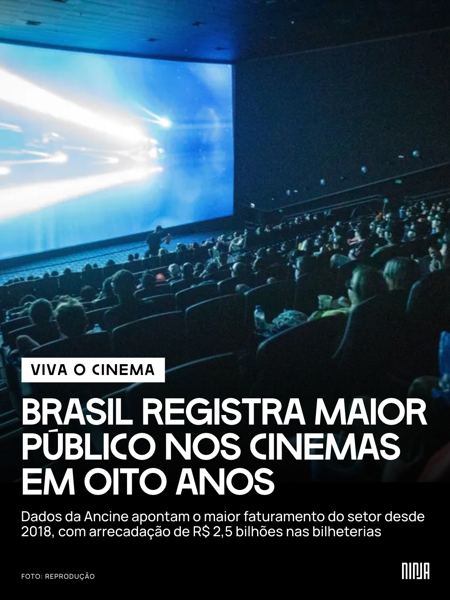 VIVA O CINEMA
BRASIL REGISTRA MAIOR
PÚBLICO NOS CINEMAS
EM OITO ANOS
Dados da Ancine apontam o maior faturamento do setor desde
2018, com arrecadação de R$ 2,5 bilhões nas bilheterias
FOTO: REPRODUÇÃO
NINJA